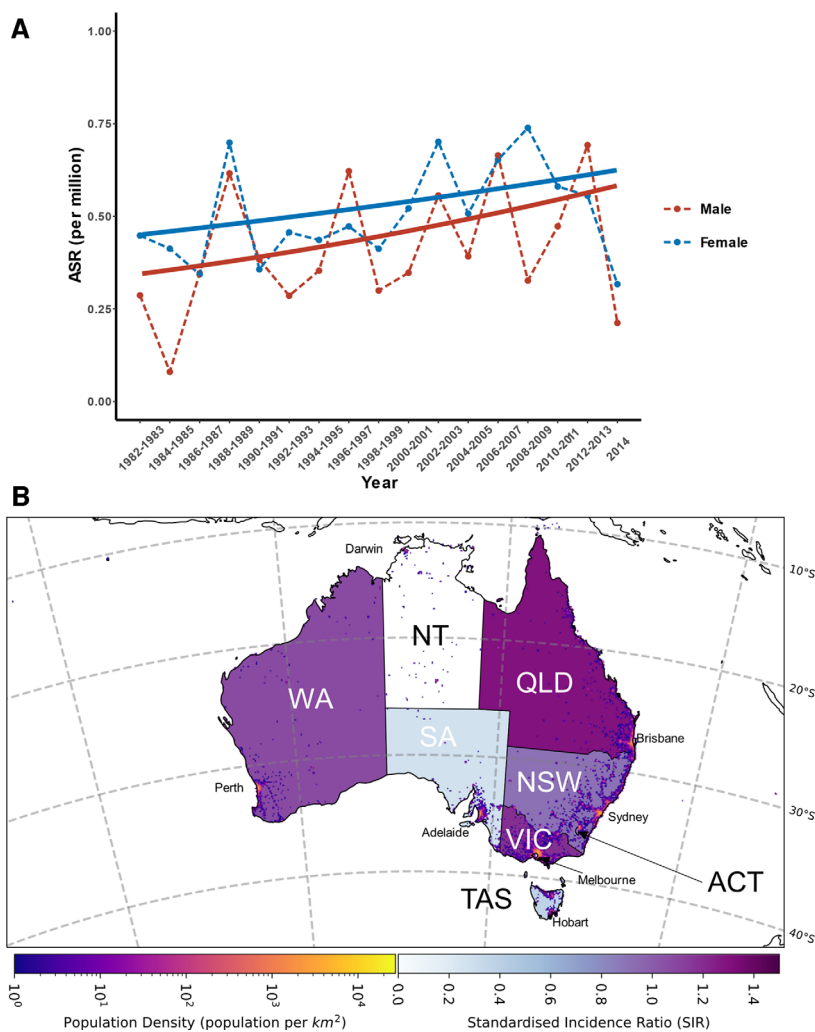 A
1.00
0.75
0.50
0.25
0.00
ASR (per million)
Male
Female
1982-1983
1984-1985
1986-1987
1988-1989
1990-1991
1992-1993
1994-1995
1996-1997
1998-1999
2000-2001
2002-2003
2004-2005
2006-2007
2008-2009
2010-2011
2012-2013
2014
Year
B
Darwin
10°S
NT
WA
QLD
20°S
SA
Brisbane
NSW
Perth
Sydney
30°S
Adelaide
VIC
Melbourne
ACT
TAS
Hobart
40°S
10⁰ 10¹ 10² 10³ 10⁴
0.0 0.2 0.4 0.6 0.8 1.0 1.2 1.4
Population Density (population per km²)
Standardised Incidence Ratio (SIR)